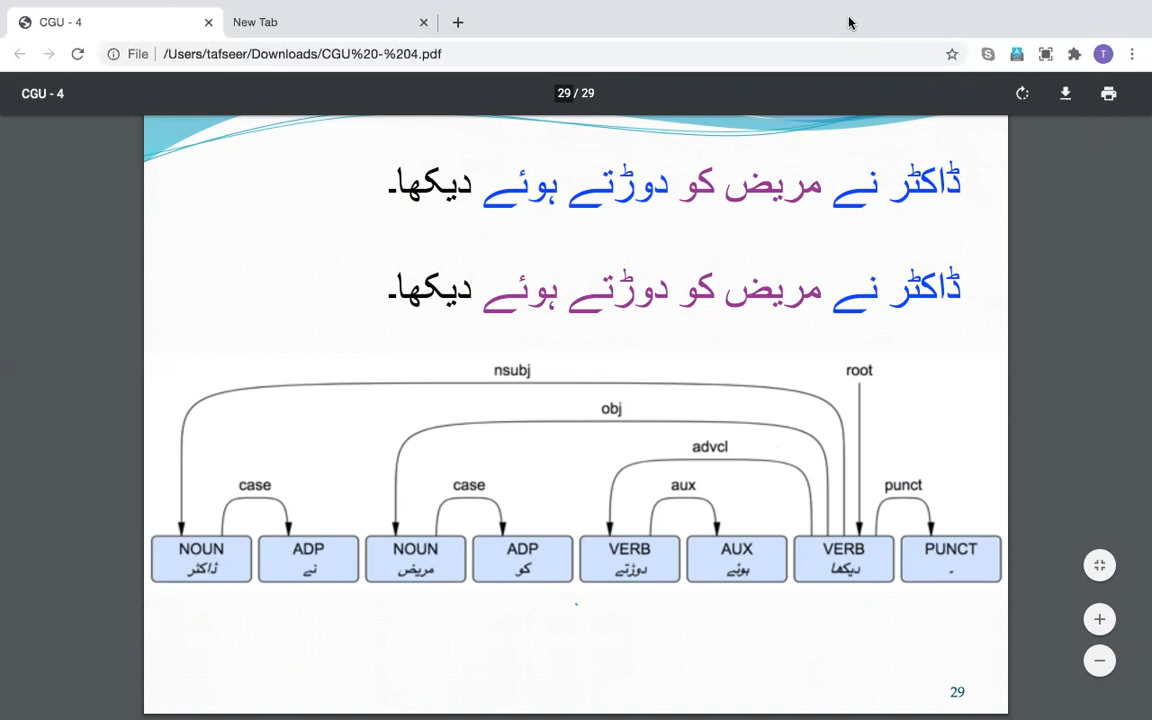 CGU - 4
New Tab
File
/Users/tafseer/Downloads/CGU%20-%204.pdf
T
CGU - 4
29 / 29
ڈاکٹر نے مریض کو دوڑتے ہوئے دیکھا۔
ڈاکٹر نے مریض کو دوڑتے ہوئے دیکھا۔
nsubj root
obj
advcl
case case aux punct
NOUN ADP NOUN ADP VERB AUX VERB PUNCT
ڈاکٹر نے مریض کو دوڑتے ہوئے دیکھا ۔
29